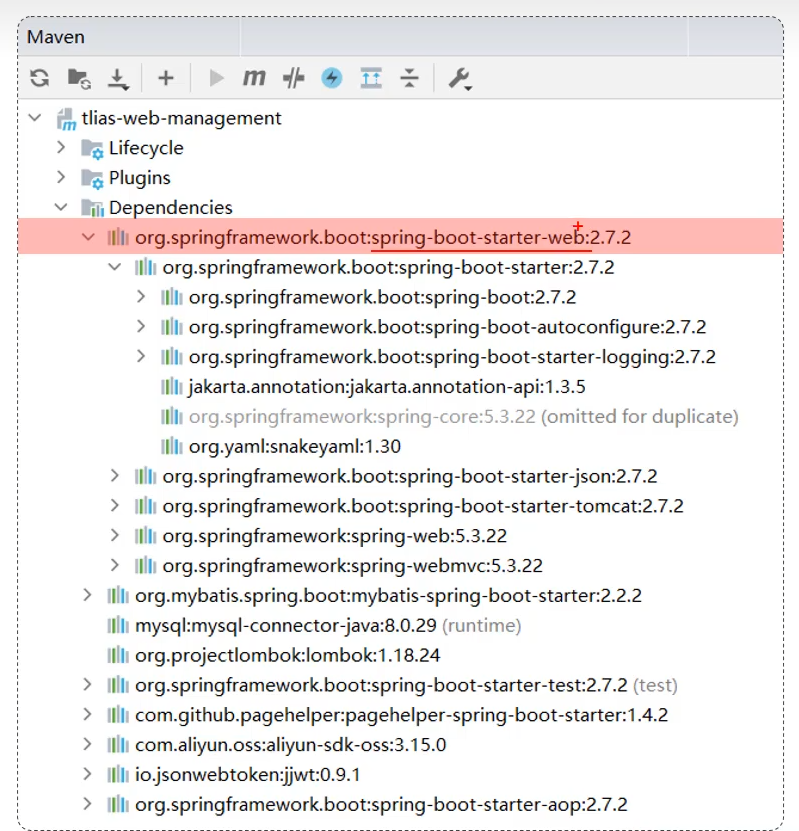 Maven
tlias-web-management
Lifecycle
Plugins
Dependencies
org.springframework.boot:spring-boot-starter-web:2.7.2
org.springframework.boot:spring-boot-starter:2.7.2
org.springframework.boot:spring-boot:2.7.2
org.springframework.boot:spring-boot-autoconfigure:2.7.2
org.springframework.boot:spring-boot-starter-logging:2.7.2
jakarta.annotation:jakarta.annotation-api:1.3.5
org.springframework:spring-core:5.3.22 (omitted for duplicate)
org.yaml:snakeyaml:1.30
org.springframework.boot:spring-boot-starter-json:2.7.2
org.springframework.boot:spring-boot-starter-tomcat:2.7.2
org.springframework:spring-web:5.3.22
org.springframework:spring-webmvc:5.3.22
org.mybatis.spring.boot:mybatis-spring-boot-starter:2.2.2
mysql:mysql-connector-java:8.0.29 (runtime)
org.projectlombok:lombok:1.18.24
org.springframework.boot:spring-boot-starter-test:2.7.2 (test)
com.github.pagehelper:pagehelper-spring-boot-starter:1.4.2
com.aliyun.oss:aliyun-sdk-oss:3.15.0
io.jsonwebtoken:jjwt:0.9.1
org.springframework.boot:spring-boot-starter-aop:2.7.2